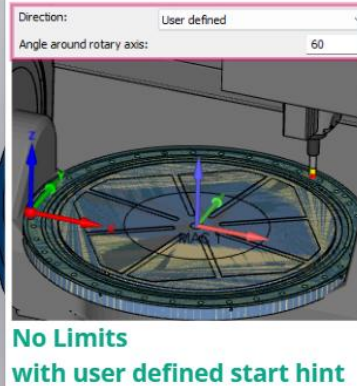 Direction: User defined
Angle around rotary axis: 60
Z
Y
X
No Limits
with user defined start hint